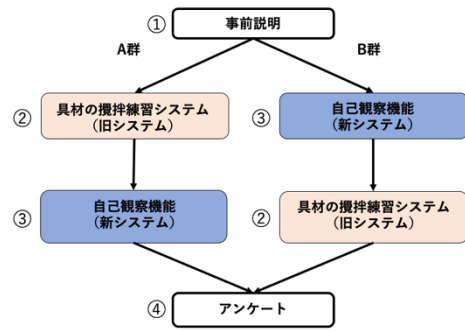 ① 事前説明
A群
B群
② 具材の攪拌練習システム
（旧システム）
③ 自己観察機能
（新システム）
③ 自己観察機能
（新システム）
② 具材の攪拌練習システム
（旧システム）
④ アンケート